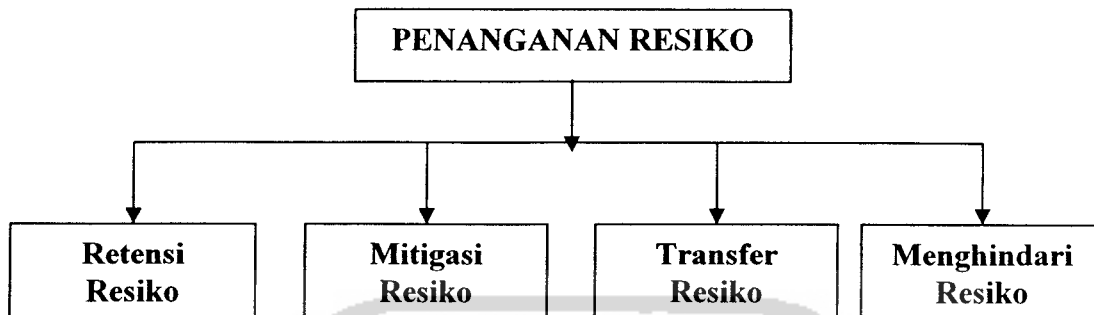 PENANGANAN RESIKO
Retensi
Resiko
Mitigasi
Resiko
Transfer
Resiko
Menghindari
Resiko